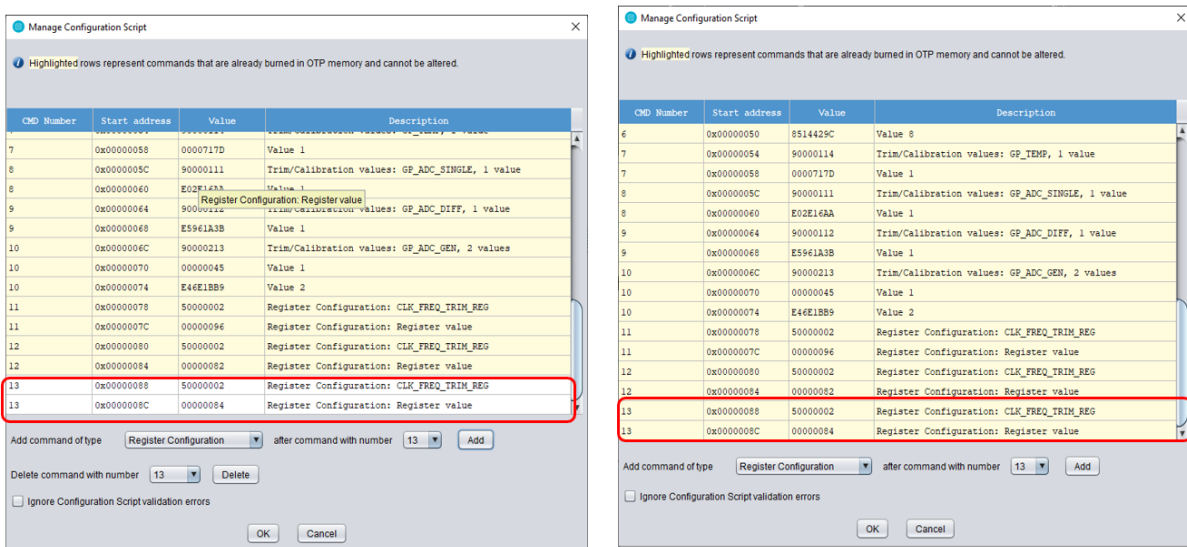 Manage Configuration Script
Highlighted rows represent commands that are already burned in OTP memory and cannot be altered.
CMD Number Start address Value Description
7 0x00000058 0000717D Value 1
8 0x0000005C 90000111 Trim/Calibration values: GP_ADC_SINGLE, 1 value
8 0x00000060 E02E16AA Value 1
Register Configuration: Register value
9 0x00000064 90000112 Trim/Calibration values: GP_ADC_DIFF, 1 value
9 0x00000068 E5961A3B Value 1
10 0x0000006C 90000213 Trim/Calibration values: GP_ADC_GEN, 2 values
10 0x00000070 00000045 Value 1
10 0x00000074 E46E1BB9 Value 2
11 0x00000078 50000002 Register Configuration: CLK_FREQ_TRIM_REG
11 0x0000007C 00000096 Register Configuration: Register value
12 0x00000080 50000002 Register Configuration: CLK_FREQ_TRIM_REG
12 0x00000084 00000082 Register Configuration: Register value
13 0x00000088 50000002 Register Configuration: CLK_FREQ_TRIM_REG
13 0x0000008C 00000084 Register Configuration: Register value
Add command of type Register Configuration after command with number 13 Add
Delete command with number 13 Delete
Ignore Configuration Script validation errors
OK Cancel
Manage Configuration Script
Highlighted rows represent commands that are already burned in OTP memory and cannot be altered.
CMD Number Start address Value Description
6 0x00000050 8514429C Value 8
7 0x00000054 90000114 Trim/Calibration values: GP_TEMP, 1 value
7 0x00000058 0000717D Value 1
8 0x0000005C 90000111 Trim/Calibration values: GP_ADC_SINGLE, 1 value
8 0x00000060 E02E16AA Value 1
9 0x00000064 90000112 Trim/Calibration values: GP_ADC_DIFF, 1 value
9 0x00000068 E5961A3B Value 1
10 0x0000006C 90000213 Trim/Calibration values: GP_ADC_GEN, 2 values
10 0x00000070 00000045 Value 1
10 0x00000074 E46E1BB9 Value 2
11 0x00000078 50000002 Register Configuration: CLK_FREQ_TRIM_REG
11 0x0000007C 00000096 Register Configuration: Register value
12 0x00000080 50000002 Register Configuration: CLK_FREQ_TRIM_REG
12 0x00000084 00000082 Register Configuration: Register value
13 0x00000088 50000002 Register Configuration: CLK_FREQ_TRIM_REG
13 0x0000008C 00000084 Register Configuration: Register value
Add command of type Register Configuration after command with number 13 Add
Ignore Configuration Script validation errors
OK Cancel